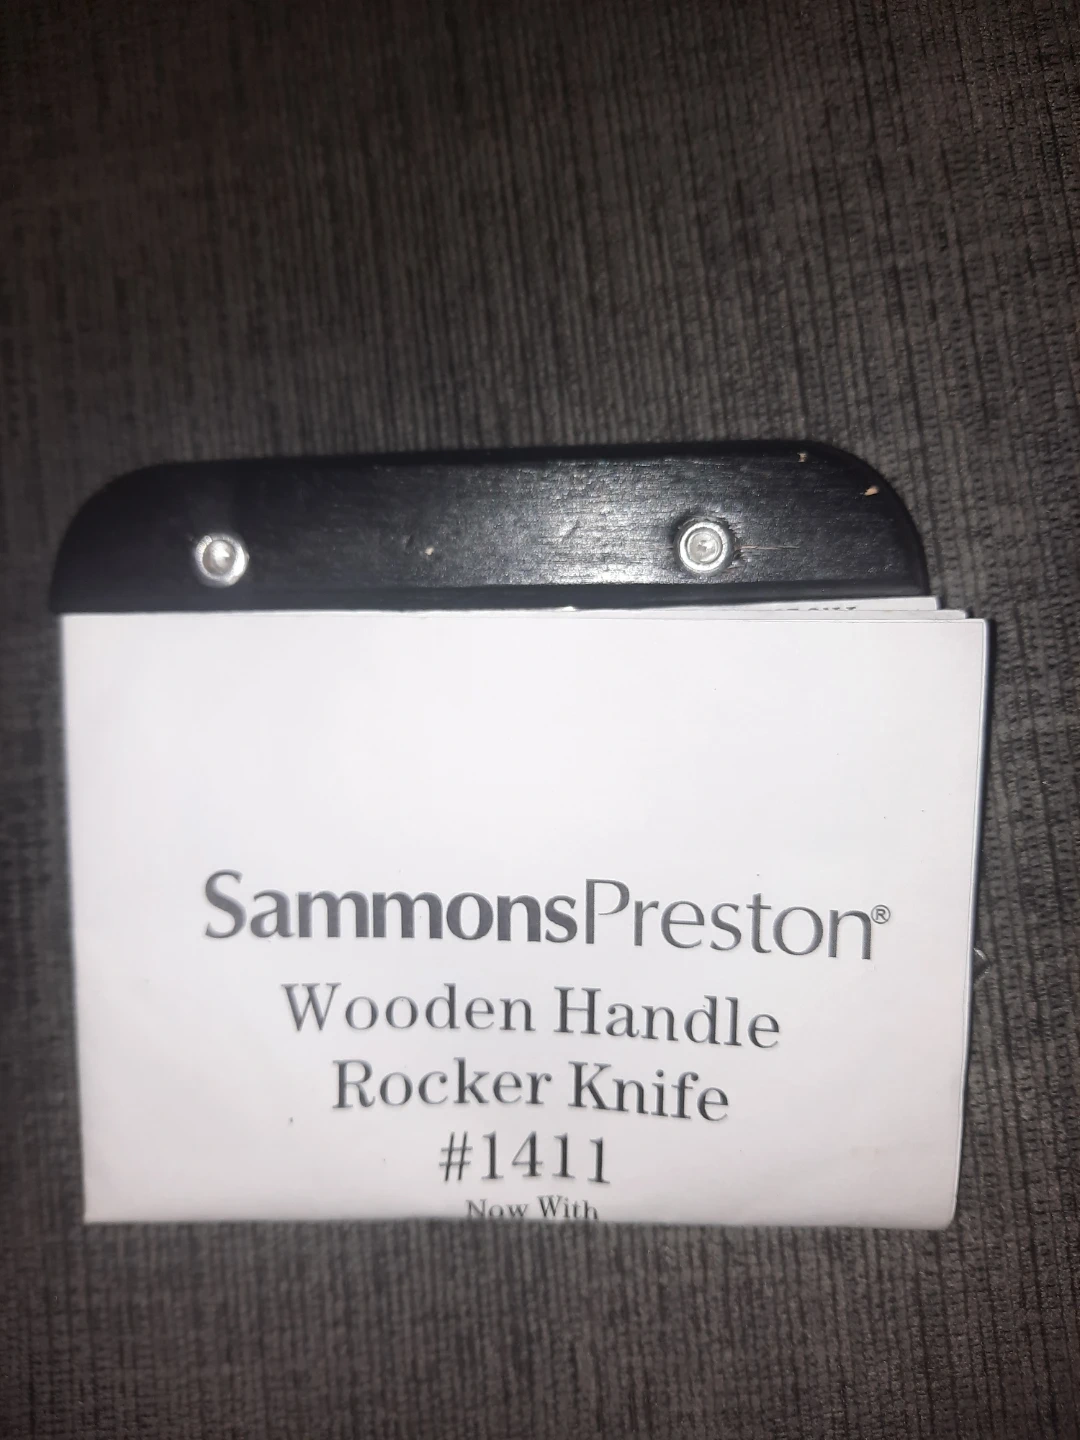 SammonsPreston®
Wooden Handle
Rocker Knife
#1411
Now With